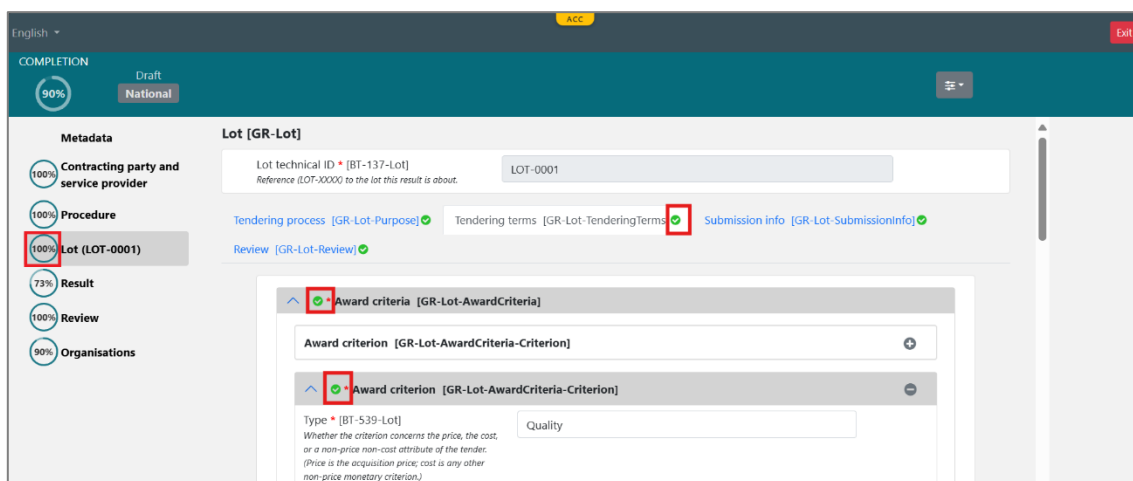 ACC
English
Exit
COMPLETION
90%
Draft
National
Metadata
100%
Contracting party and
service provider
100%
Procedure
100%
Lot (LOT-0001)
73%
Result
100%
Review
90%
Organisations
Lot [GR-Lot]
Lot technical ID * [BT-137-Lot]
Reference (LOT-XXXX) to the lot this result is about.
LOT-0001
Tendering process [GR-Lot-Purpose]
Tendering terms [GR-Lot-TenderingTerms
Submission info [GR-Lot-SubmissionInfo]
Review [GR-Lot-Review]
* Award criteria [GR-Lot-AwardCriteria]
Award criterion [GR-Lot-AwardCriteria-Criterion]
* Award criterion [GR-Lot-AwardCriteria-Criterion]
Type * [BT-539-Lot]
Whether the criterion concerns the price, the cost,
or a non-price non-cost attribute of the tender.
(Price is the acquisition price; cost is any other
non-price monetary criterion.)
Quality